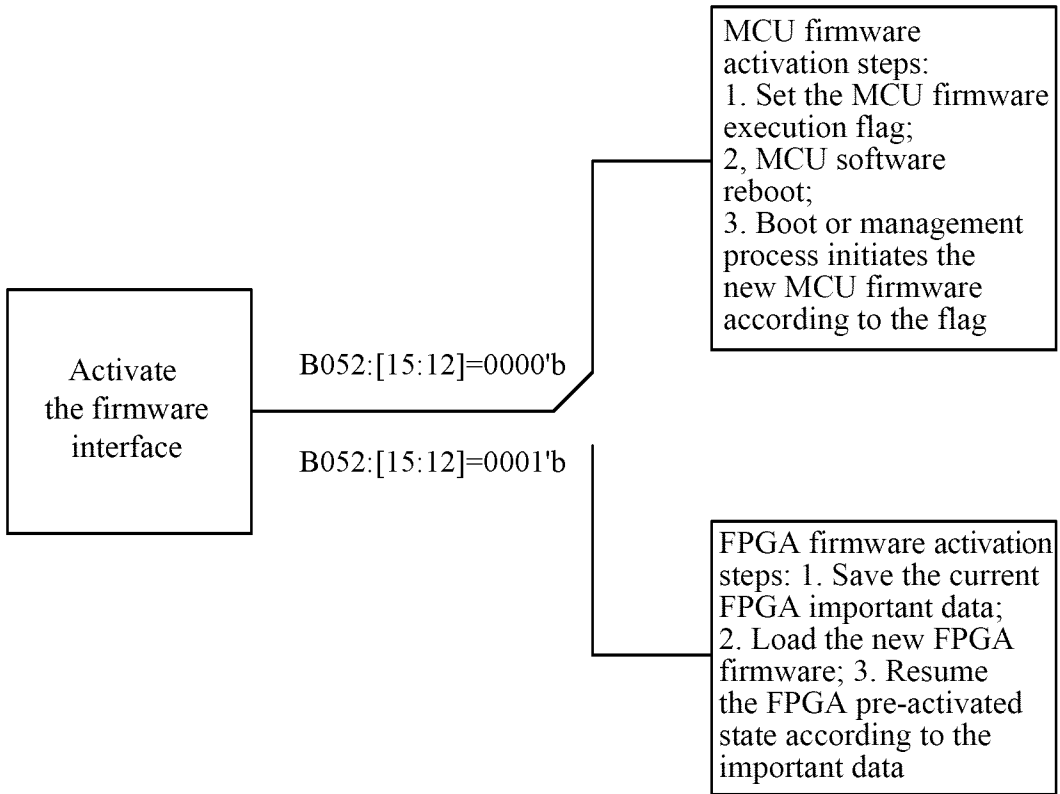 MCU firmware
activation steps:
1. Set the MCU firmware
execution flag;
2, MCU software
reboot;
3. Boot or management
process initiates the
new MCU firmware
according to the flag
Activate
the firmware
interface
B052:[15:12]=0000'b
B052:[15:12]=0001'b
FPGA firmware activation
steps: 1. Save the current
FPGA important data;
2. Load the new FPGA
firmware; 3. Resume
the FPGA pre-activated
state according to the
important data